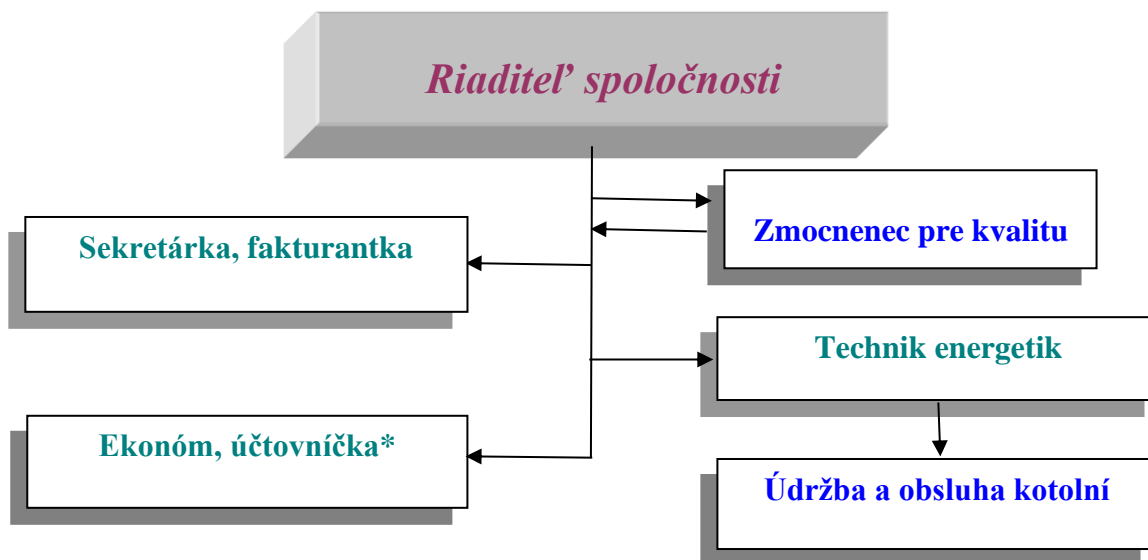 Riaditeľ spoločnosti
Zmocnenec pre kvalitu
Sekretárka, fakturantka
Technik energetik
Ekonóm, účtovníčka*
Údržba a obsluha kotolní